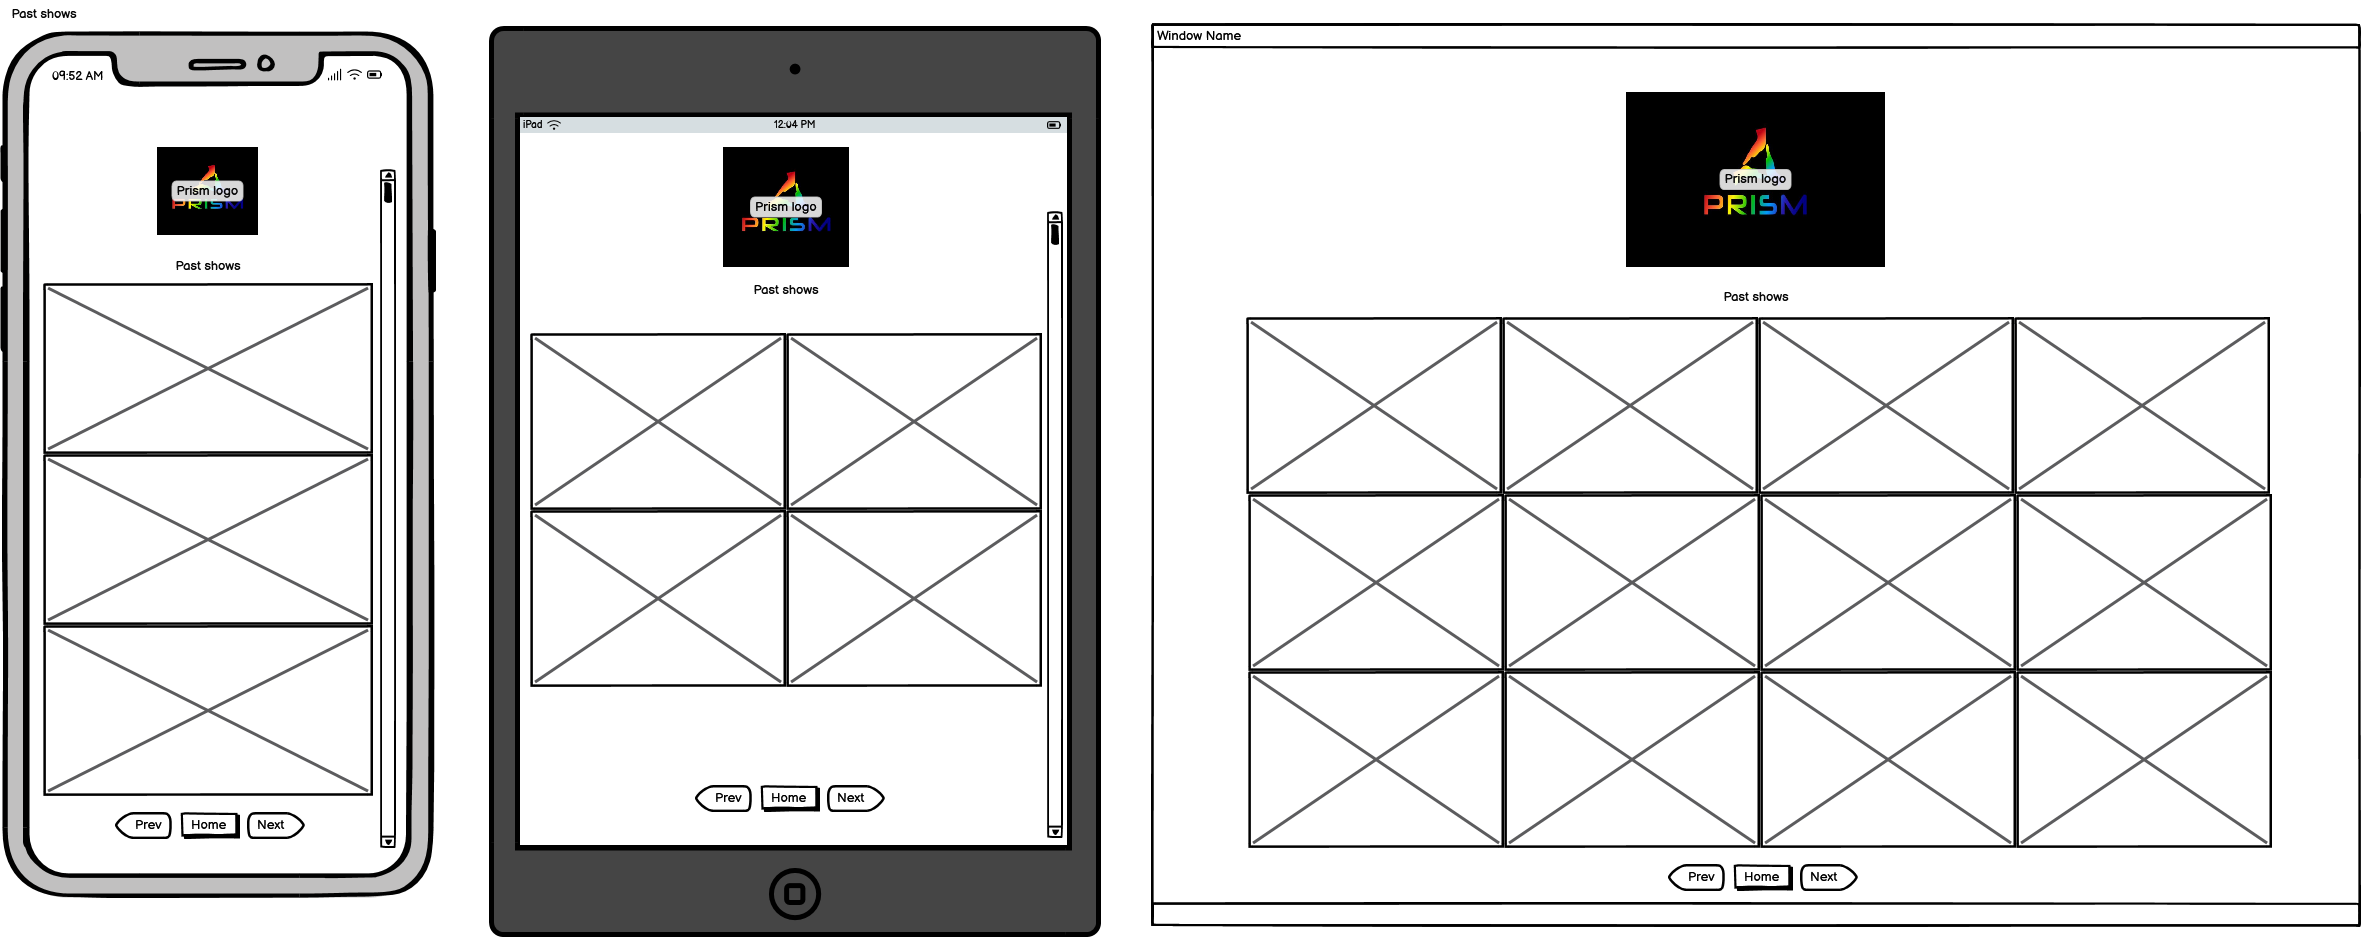 Past shows
09:52 AM
Prism logo
PRISM
Past shows
Prev
Home
Next
iPad
12:04 PM
Prism logo
PRISM
Past shows
Prev
Home
Next
Window Name
Prism logo
PRISM
Past shows
Prev
Home
Next